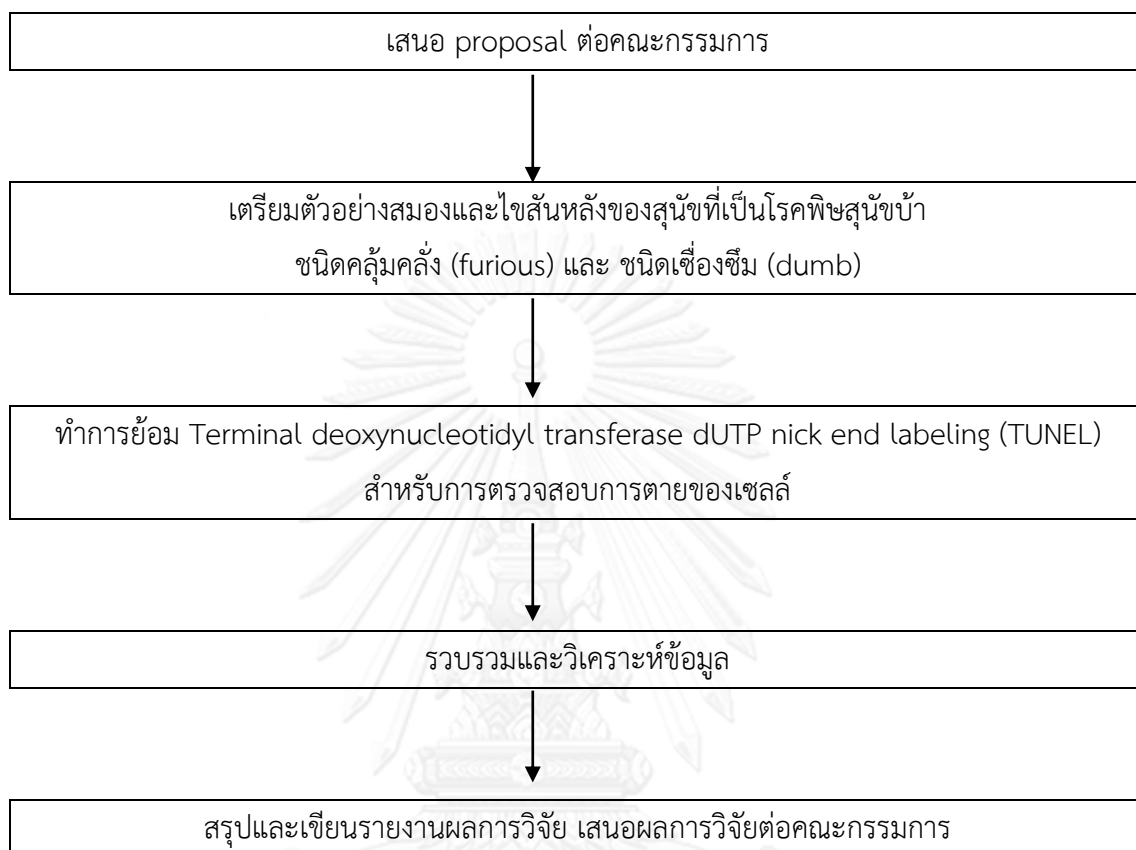 เสนอ proposal ต่อคณะกรรมการ
เตรียมตัวอย่างสมองและไขสันหลังของสุนัขที่เป็นโรคพิษสุนัขบ้า
ชนิดคลุ้มคลั่ง (furious) และ ชนิดเซื่องซึม (dumb)
ทำการย้อม Terminal deoxynucleotidyl transferase dUTP nick end labeling (TUNEL)
สำหรับการตรวจสอบการตายของเซลล์
รวบรวมและวิเคราะห์ข้อมูล
สรุปและเขียนรายงานผลการวิจัย เสนอผลการวิจัยต่อคณะกรรมการ